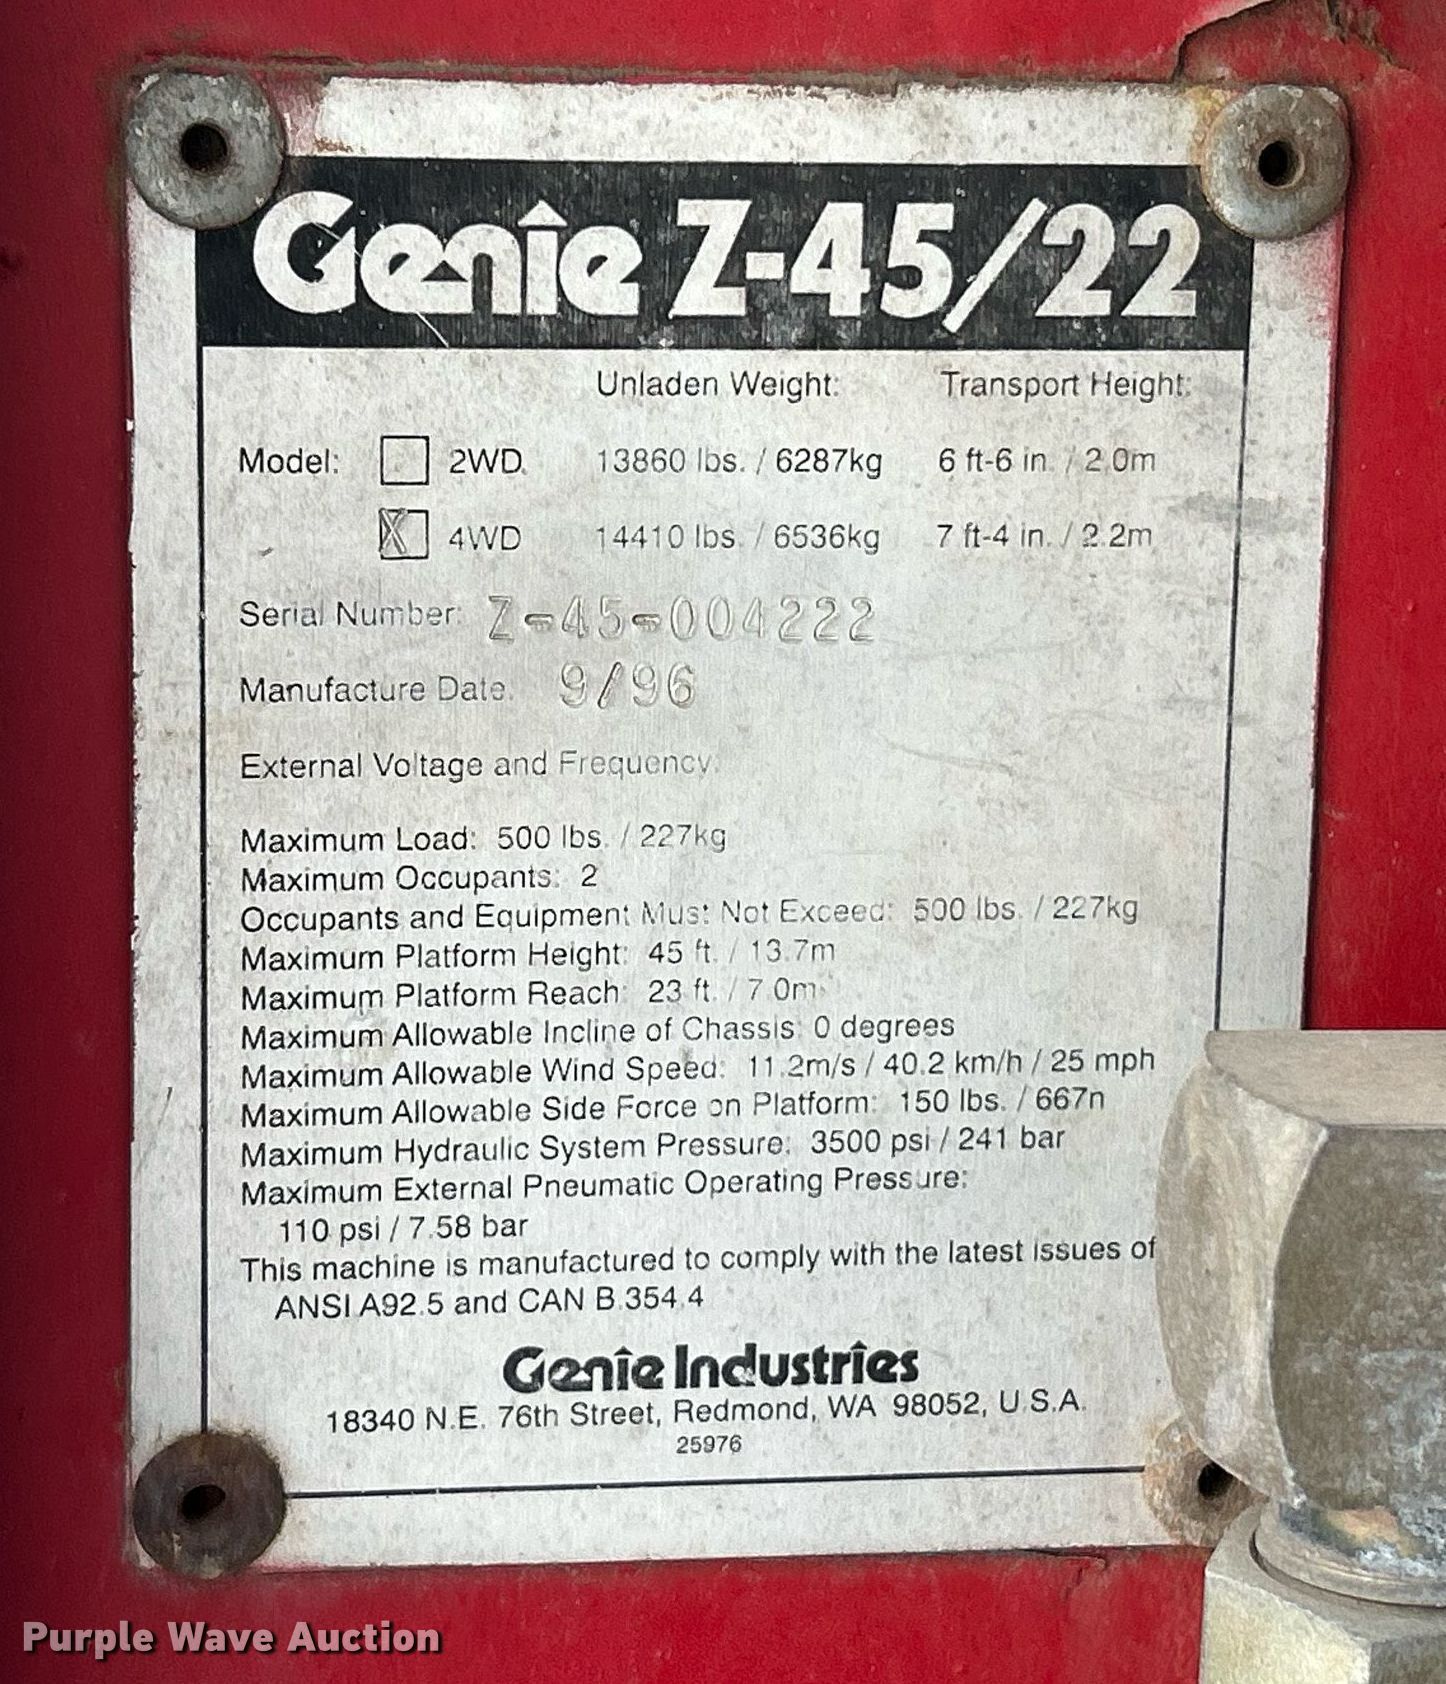 Genie Z-45/22
Unladen Weight: Transport Height:
Model: 2WD 13860 lbs. / 6287kg 6 ft-6 in. / 2.0m
X 4WD 14410 lbs. / 6536kg 7 ft-4 in. / 2.2m
Serial Number: Z-45-004222
Manufacture Date: 9/96
External Voltage and Frequency:
Maximum Load: 500 lbs. / 227kg
Maximum Occupants: 2
Occupants and Equipment Must Not Exceed: 500 lbs. / 227kg
Maximum Platform Height: 45 ft. / 13.7m
Maximum Platform Reach: 23 ft. / 7.0m
Maximum Allowable Incline of Chassis: 0 degrees
Maximum Allowable Wind Speed: 11.2m/s / 40.2 km/h / 25 mph
Maximum Allowable Side Force on Platform: 150 lbs. / 667n
Maximum Hydraulic System Pressure: 3500 psi / 241 bar
Maximum External Pneumatic Operating Pressure:
110 psi / 7.58 bar
This machine is manufactured to comply with the latest issues of
ANSI A92.5 and CAN B.354.4
Genie Industries
18340 N.E. 76th Street, Redmond, WA 98052, U.S.A.
25976
Purple Wave Auction